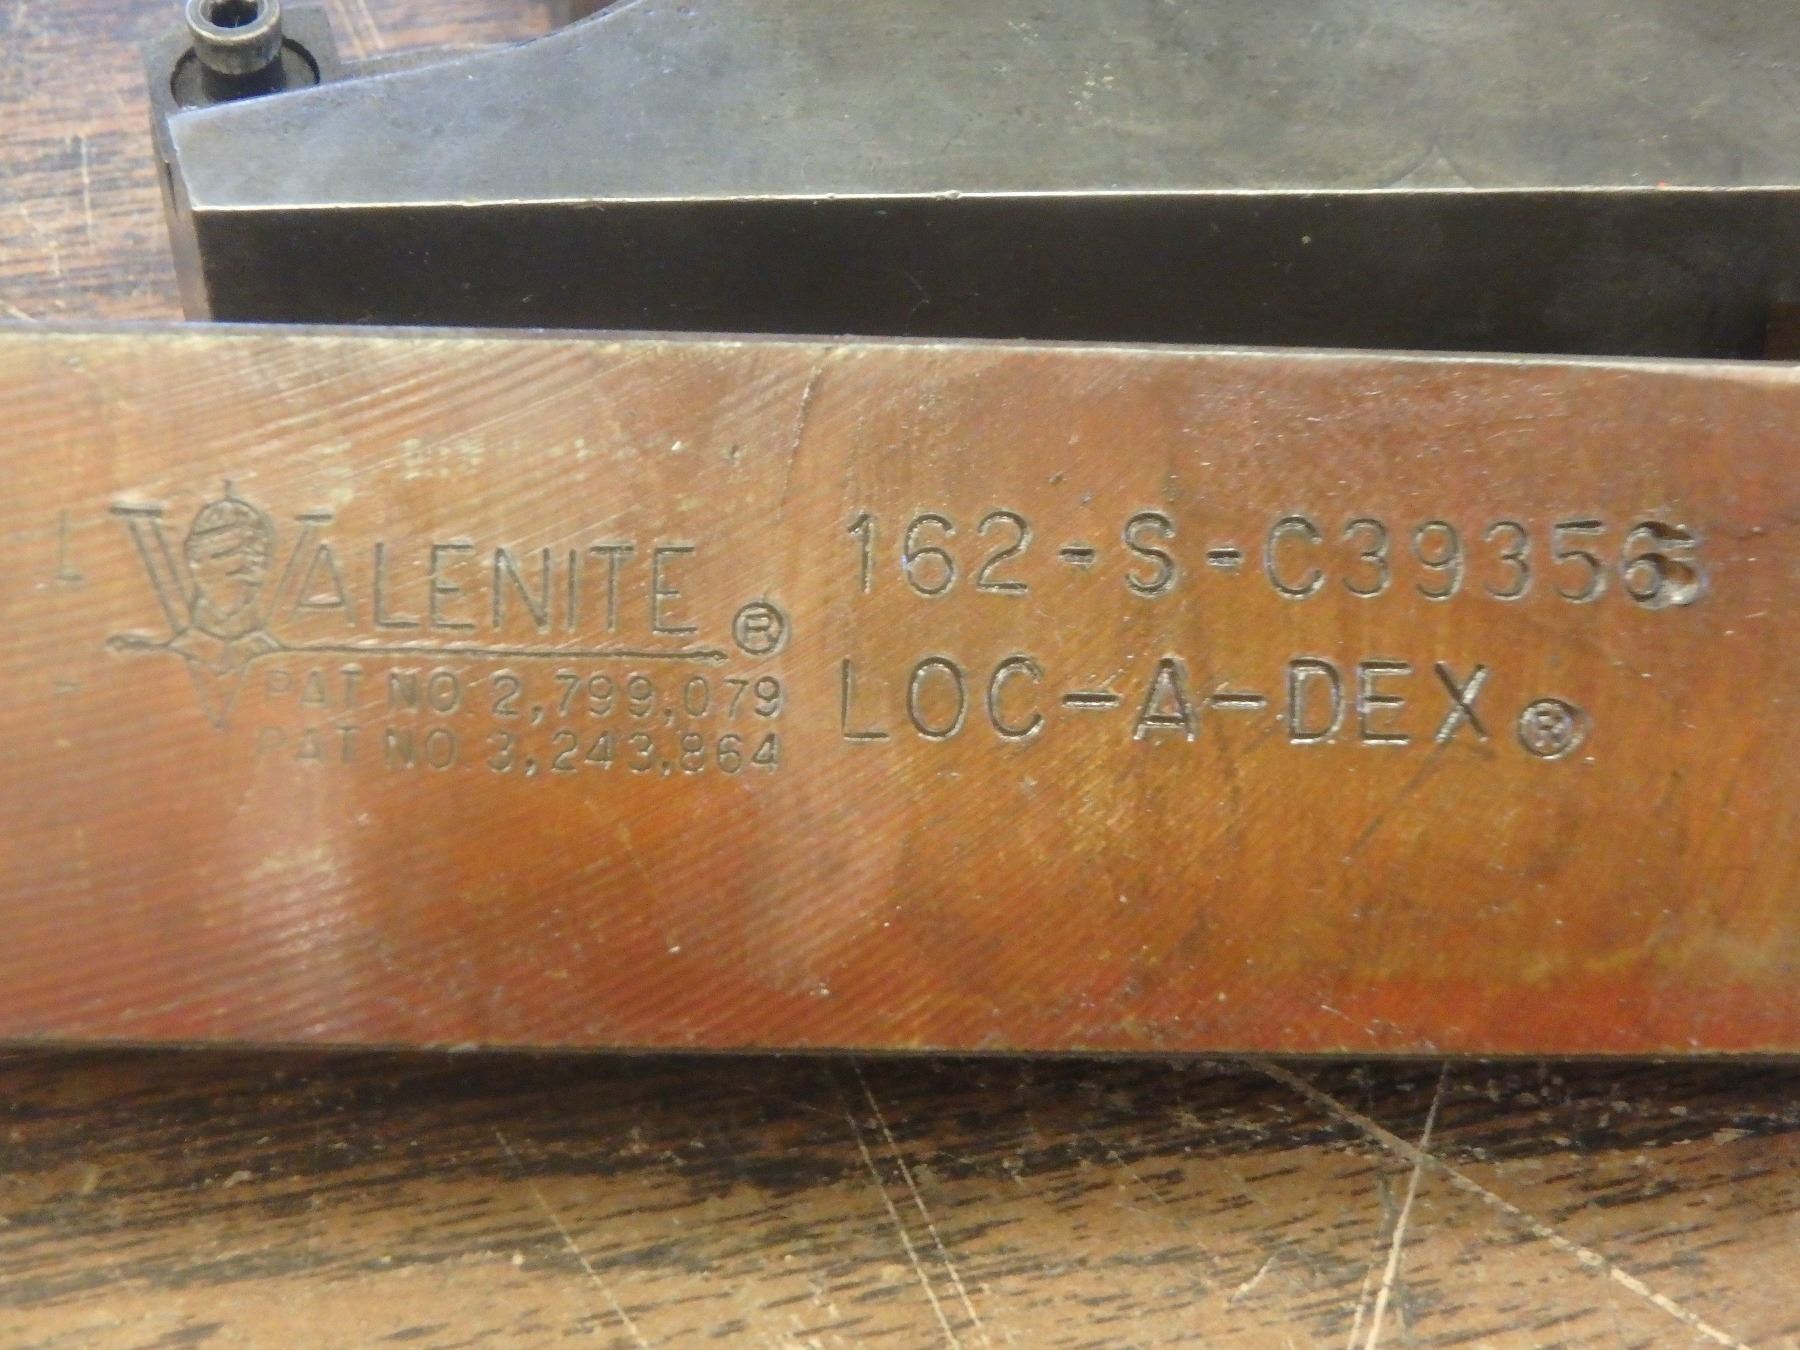 VALENITE®
PAT NO. 2,799,079
PAT NO. 3,243,864
162-S-C39356
LOC-A-DEX®